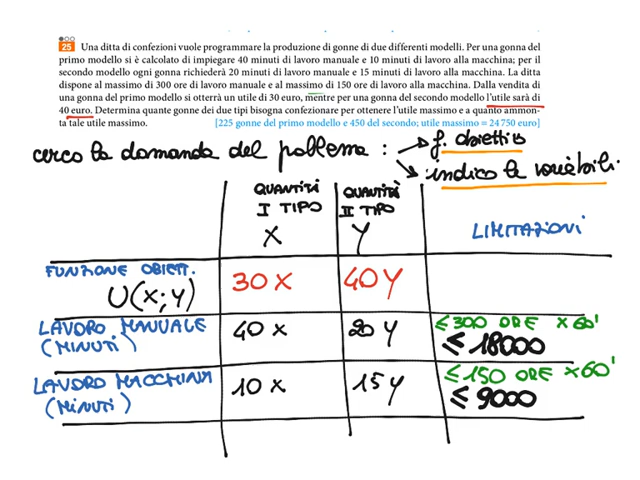 25 Una ditta di confezioni vuole programmare la produzione di gonne di due differenti modelli. Per una gonna del
primo modello si è calcolato di impiegare 40 minuti di lavoro manuale e 10 minuti di lavoro alla macchina; per il
secondo modello ogni gonna richiederà 20 minuti di lavoro manuale e 15 minuti di lavoro alla macchina. La ditta
dispone al massimo di 300 ore di lavoro manuale e al massimo di 150 ore di lavoro alla macchina. Dalla vendita di
una gonna del primo modello si otterrà un utile di 30 euro, mentre per una gonna del secondo modello l'utile sarà di
40 euro. Determina quante gonne dei due tipi bisogna confezionare per ottenere l'utile massimo e a quanto ammon-
ta tale utile massimo. [225 gonne del primo modello e 450 del secondo; utile massimo = 24 750 euro]
cerco la domanda del poblema : → f. obiettivo
→ indico le variabili.
QUANTITÀ I TIPO X QUANTITÀ II TIPO Y LIMITAZIONI
FUNZIONE OBIETT. U(X;Y) 30X 40Y
LAVORO MANUALE (MINUTI) 40 X 20 Y ≤ 300 ORE X 60' ≤ 18000
LAVORO MACCHINA (MINUTI) 10 X 15 Y ≤ 150 ORE X 60' ≤ 9000